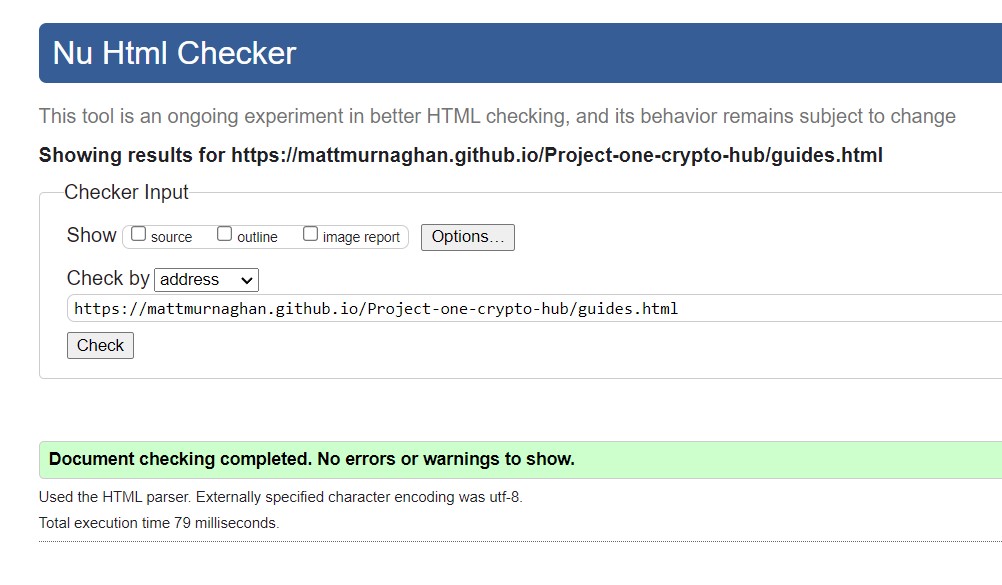 Nu Html Checker
This tool is an ongoing experiment in better HTML checking, and its behavior remains subject to change
Showing results for https://mattmurnaghan.github.io/Project-one-crypto-hub/guides.html
Checker Input
Show source outline image report Options...
Check by address
https://mattmurnaghan.github.io/Project-one-crypto-hub/guides.html
Check
Document checking completed. No errors or warnings to show.
Used the HTML parser. Externally specified character encoding was utf-8.
Total execution time 79 milliseconds.